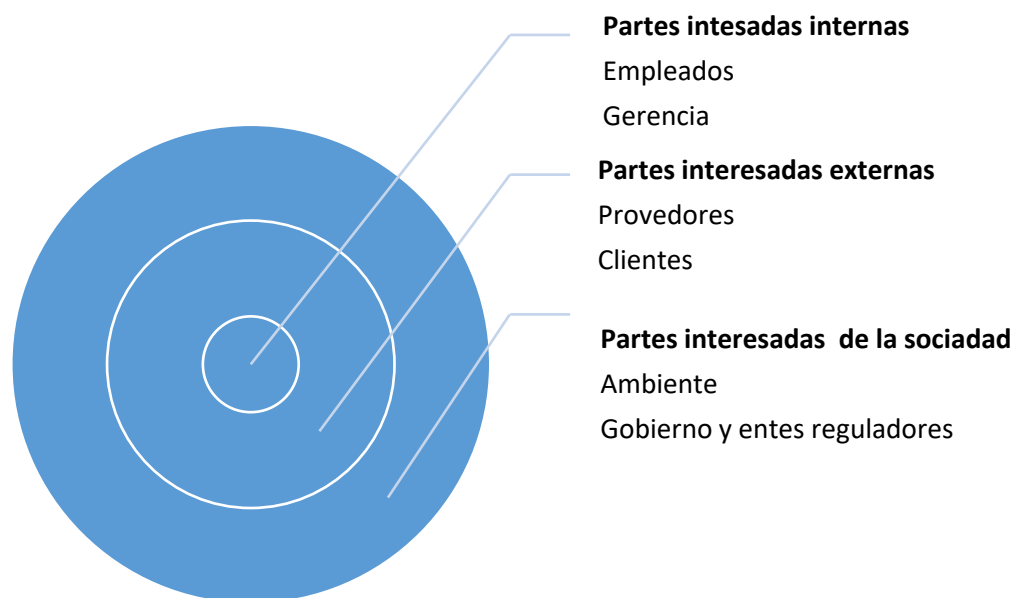 Partes intesadas internas
Empleados
Gerencia
Partes interesadas externas
Provedores
Clientes
Partes interesadas  de la sociadad
Ambiente
Gobierno y entes reguladores